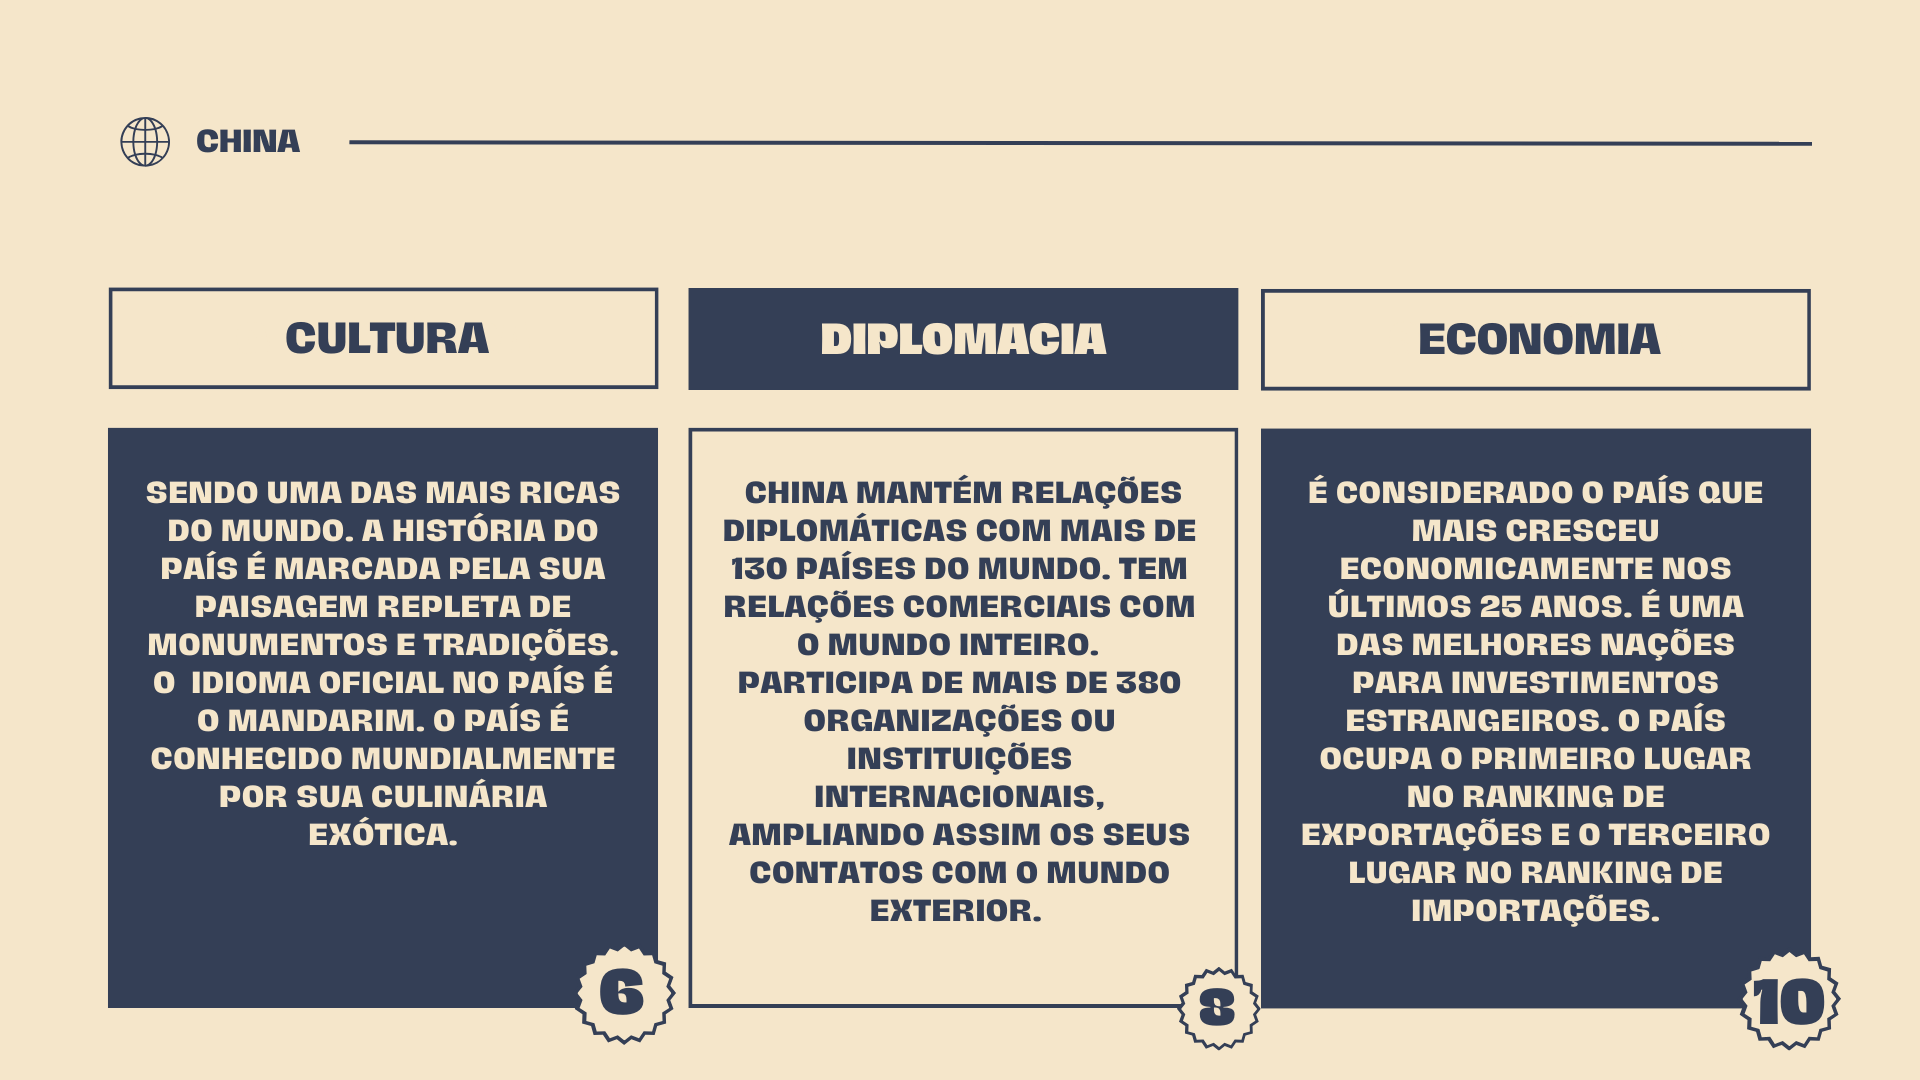 CHINA
CULTURA
SENDO UMA DAS MAIS RICAS
DO MUNDO. A HISTÓRIA DO
PAÍS É MARCADA PELA SUA
PAISAGEM REPLETA DE
MONUMENTOS E TRADIÇÕES.
O IDIOMA OFICIAL NO PAÍS É
O MANDARIM. O PAÍS É
CONHECIDO MUNDIALMENTE
POR SUA CULINÁRIA
EXÓTICA.
6
DIPLOMACIA
CHINA MANTÉM RELAÇÕES
DIPLOMÁTICAS COM MAIS DE
130 PAÍSES DO MUNDO. TEM
RELAÇÕES COMERCIAIS COM
O MUNDO INTEIRO.
PARTICIPA DE MAIS DE 380
ORGANIZAÇÕES OU
INSTITUIÇÕES
INTERNACIONAIS,
AMPLIANDO ASSIM OS SEUS
CONTATOS COM O MUNDO
EXTERIOR.
8
ECONOMIA
É CONSIDERADO O PAÍS QUE
MAIS CRESCEU
ECONOMICAMENTE NOS
ÚLTIMOS 25 ANOS. É UMA
DAS MELHORES NAÇÕES
PARA INVESTIMENTOS
ESTRANGEIROS. O PAÍS
OCUPA O PRIMEIRO LUGAR
NO RANKING DE
EXPORTAÇÕES E O TERCEIRO
LUGAR NO RANKING DE
IMPORTAÇÕES.
10